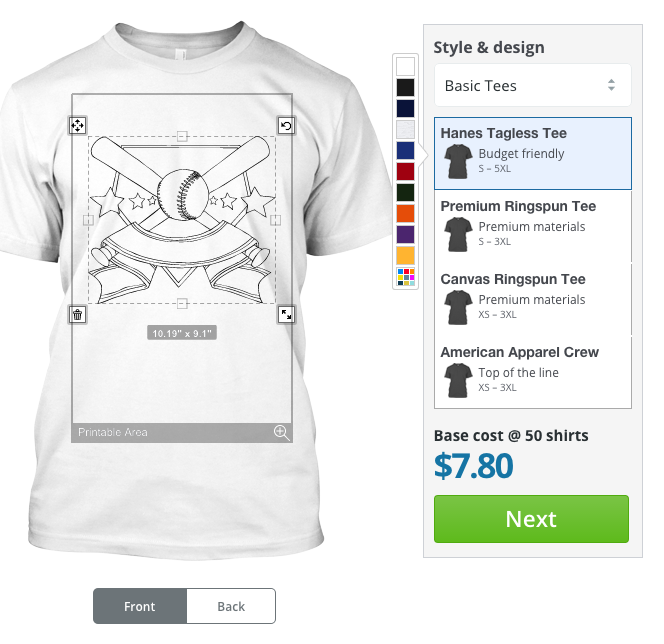 Style & design
Basic Tees
Hanes Tagless Tee
Budget friendly
S – 5XL
Premium Ringspun Tee
Premium materials
S – 3XL
Canvas Ringspun Tee
Premium materials
XS – 3XL
American Apparel Crew
Top of the line
XS – 3XL
10.19" x 9.1"
Printable Area
Base cost @ 50 shirts
$7.80
Next
Front
Back